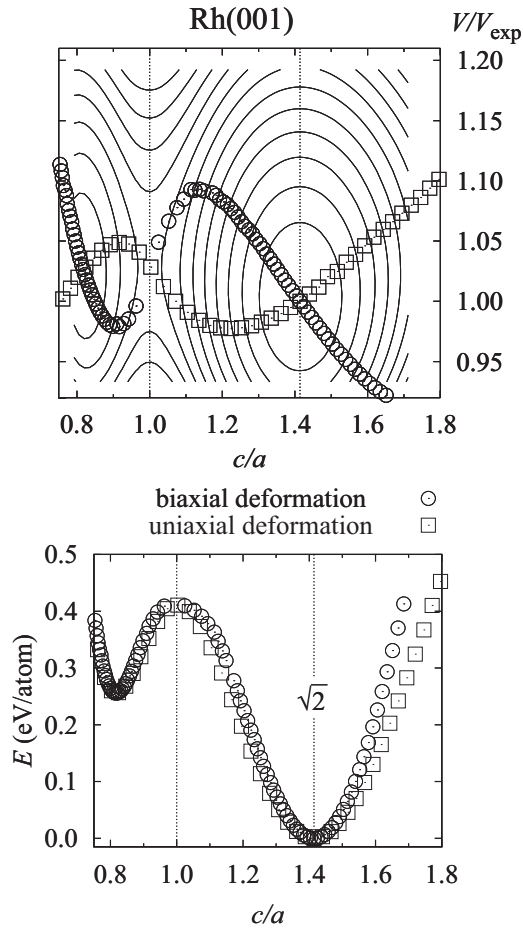 Rh(001)
V/V_exp
1.20
1.15
1.10
1.05
1.00
0.95
0.8 1.0 1.2 1.4 1.6 1.8
c/a
biaxial deformation
uniaxial deformation
0.5
0.4
0.3
0.2
0.1
0.0
E (eV/atom)
√2
0.8 1.0 1.2 1.4 1.6 1.8
c/a